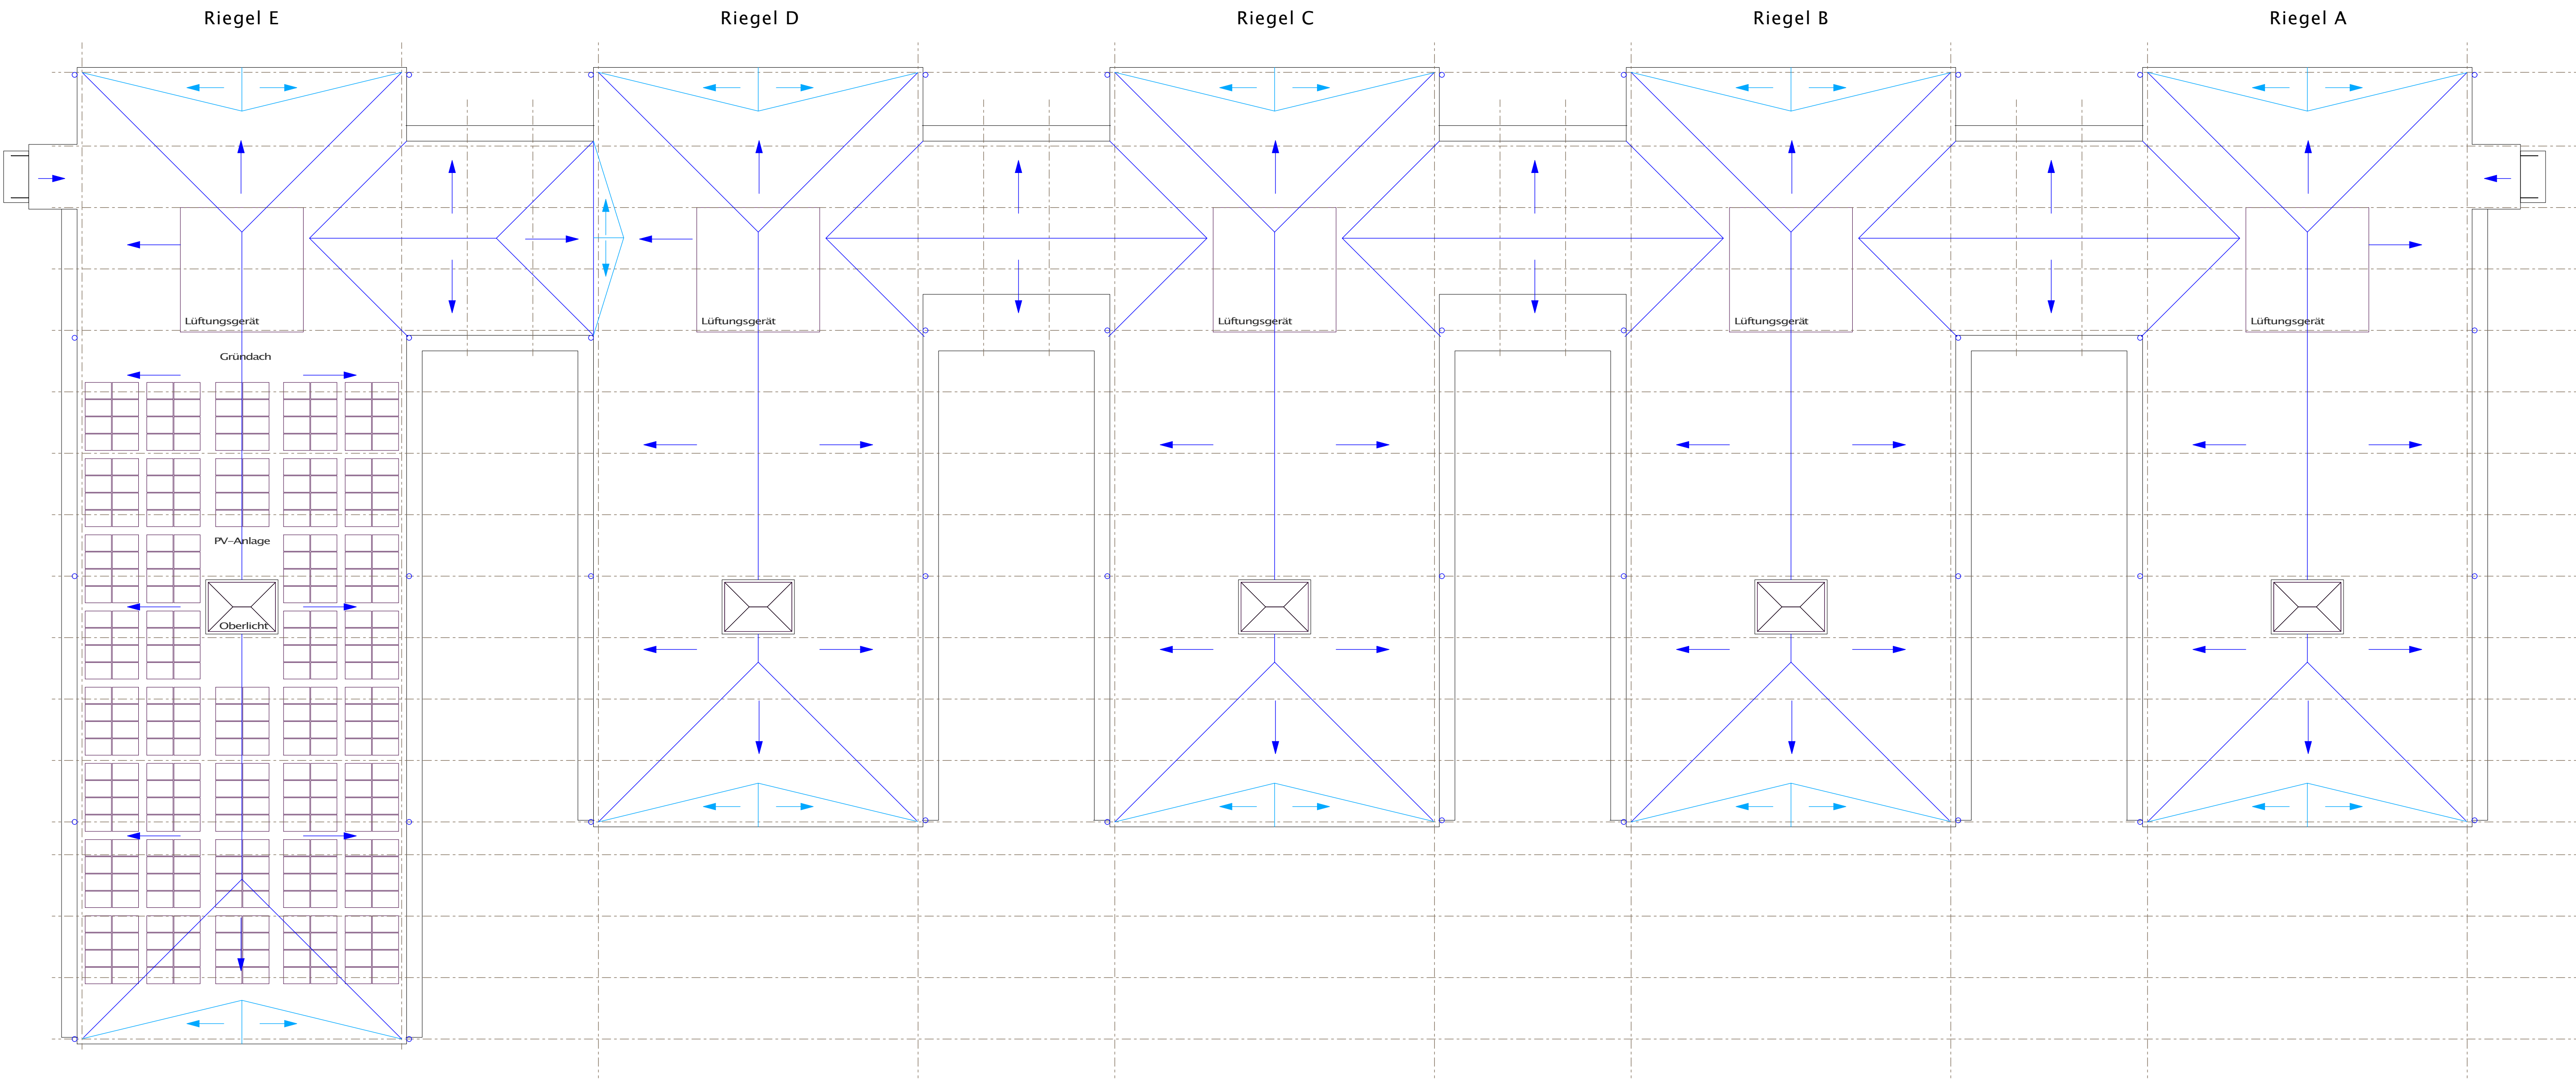 Riegel E
Riegel D
Riegel C
Riegel B
Riegel A
Lüftungsgerät
Lüftungsgerät
Lüftungsgerät
Lüftungsgerät
Lüftungsgerät
Gründach
PV-Anlage
Oberlicht